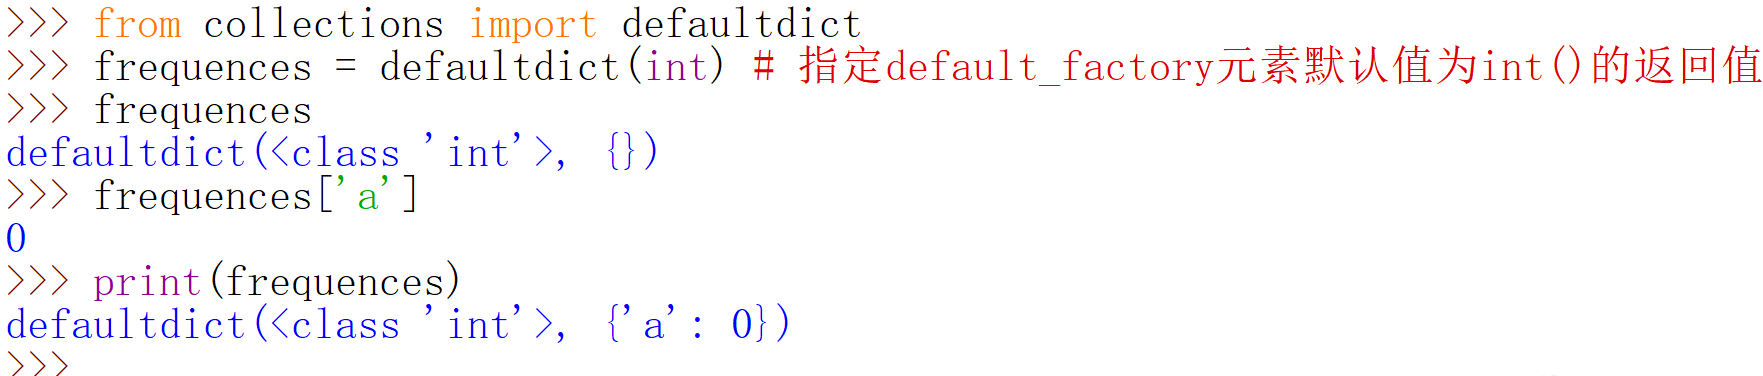 >>> from collections import defaultdict
>>> frequences = defaultdict(int) # 指定default_factory元素默认值为int()的返回值
>>> frequences
defaultdict(<class 'int'>, {})
>>> frequences['a']
0
>>> print(frequences)
defaultdict(<class 'int'>, {'a': 0})
>>>